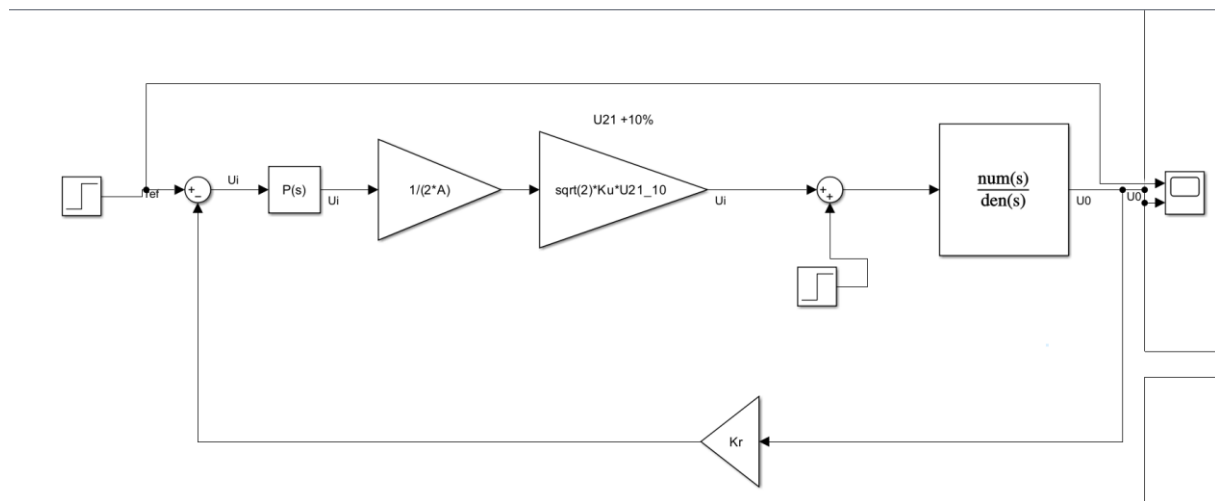 U21 +10%
Ui
P(s)
1/(2*A)
sqrt(2)*Ku*U21_10
num(s)
den(s)
ref
Ui
Ui
U0
U0
Kr